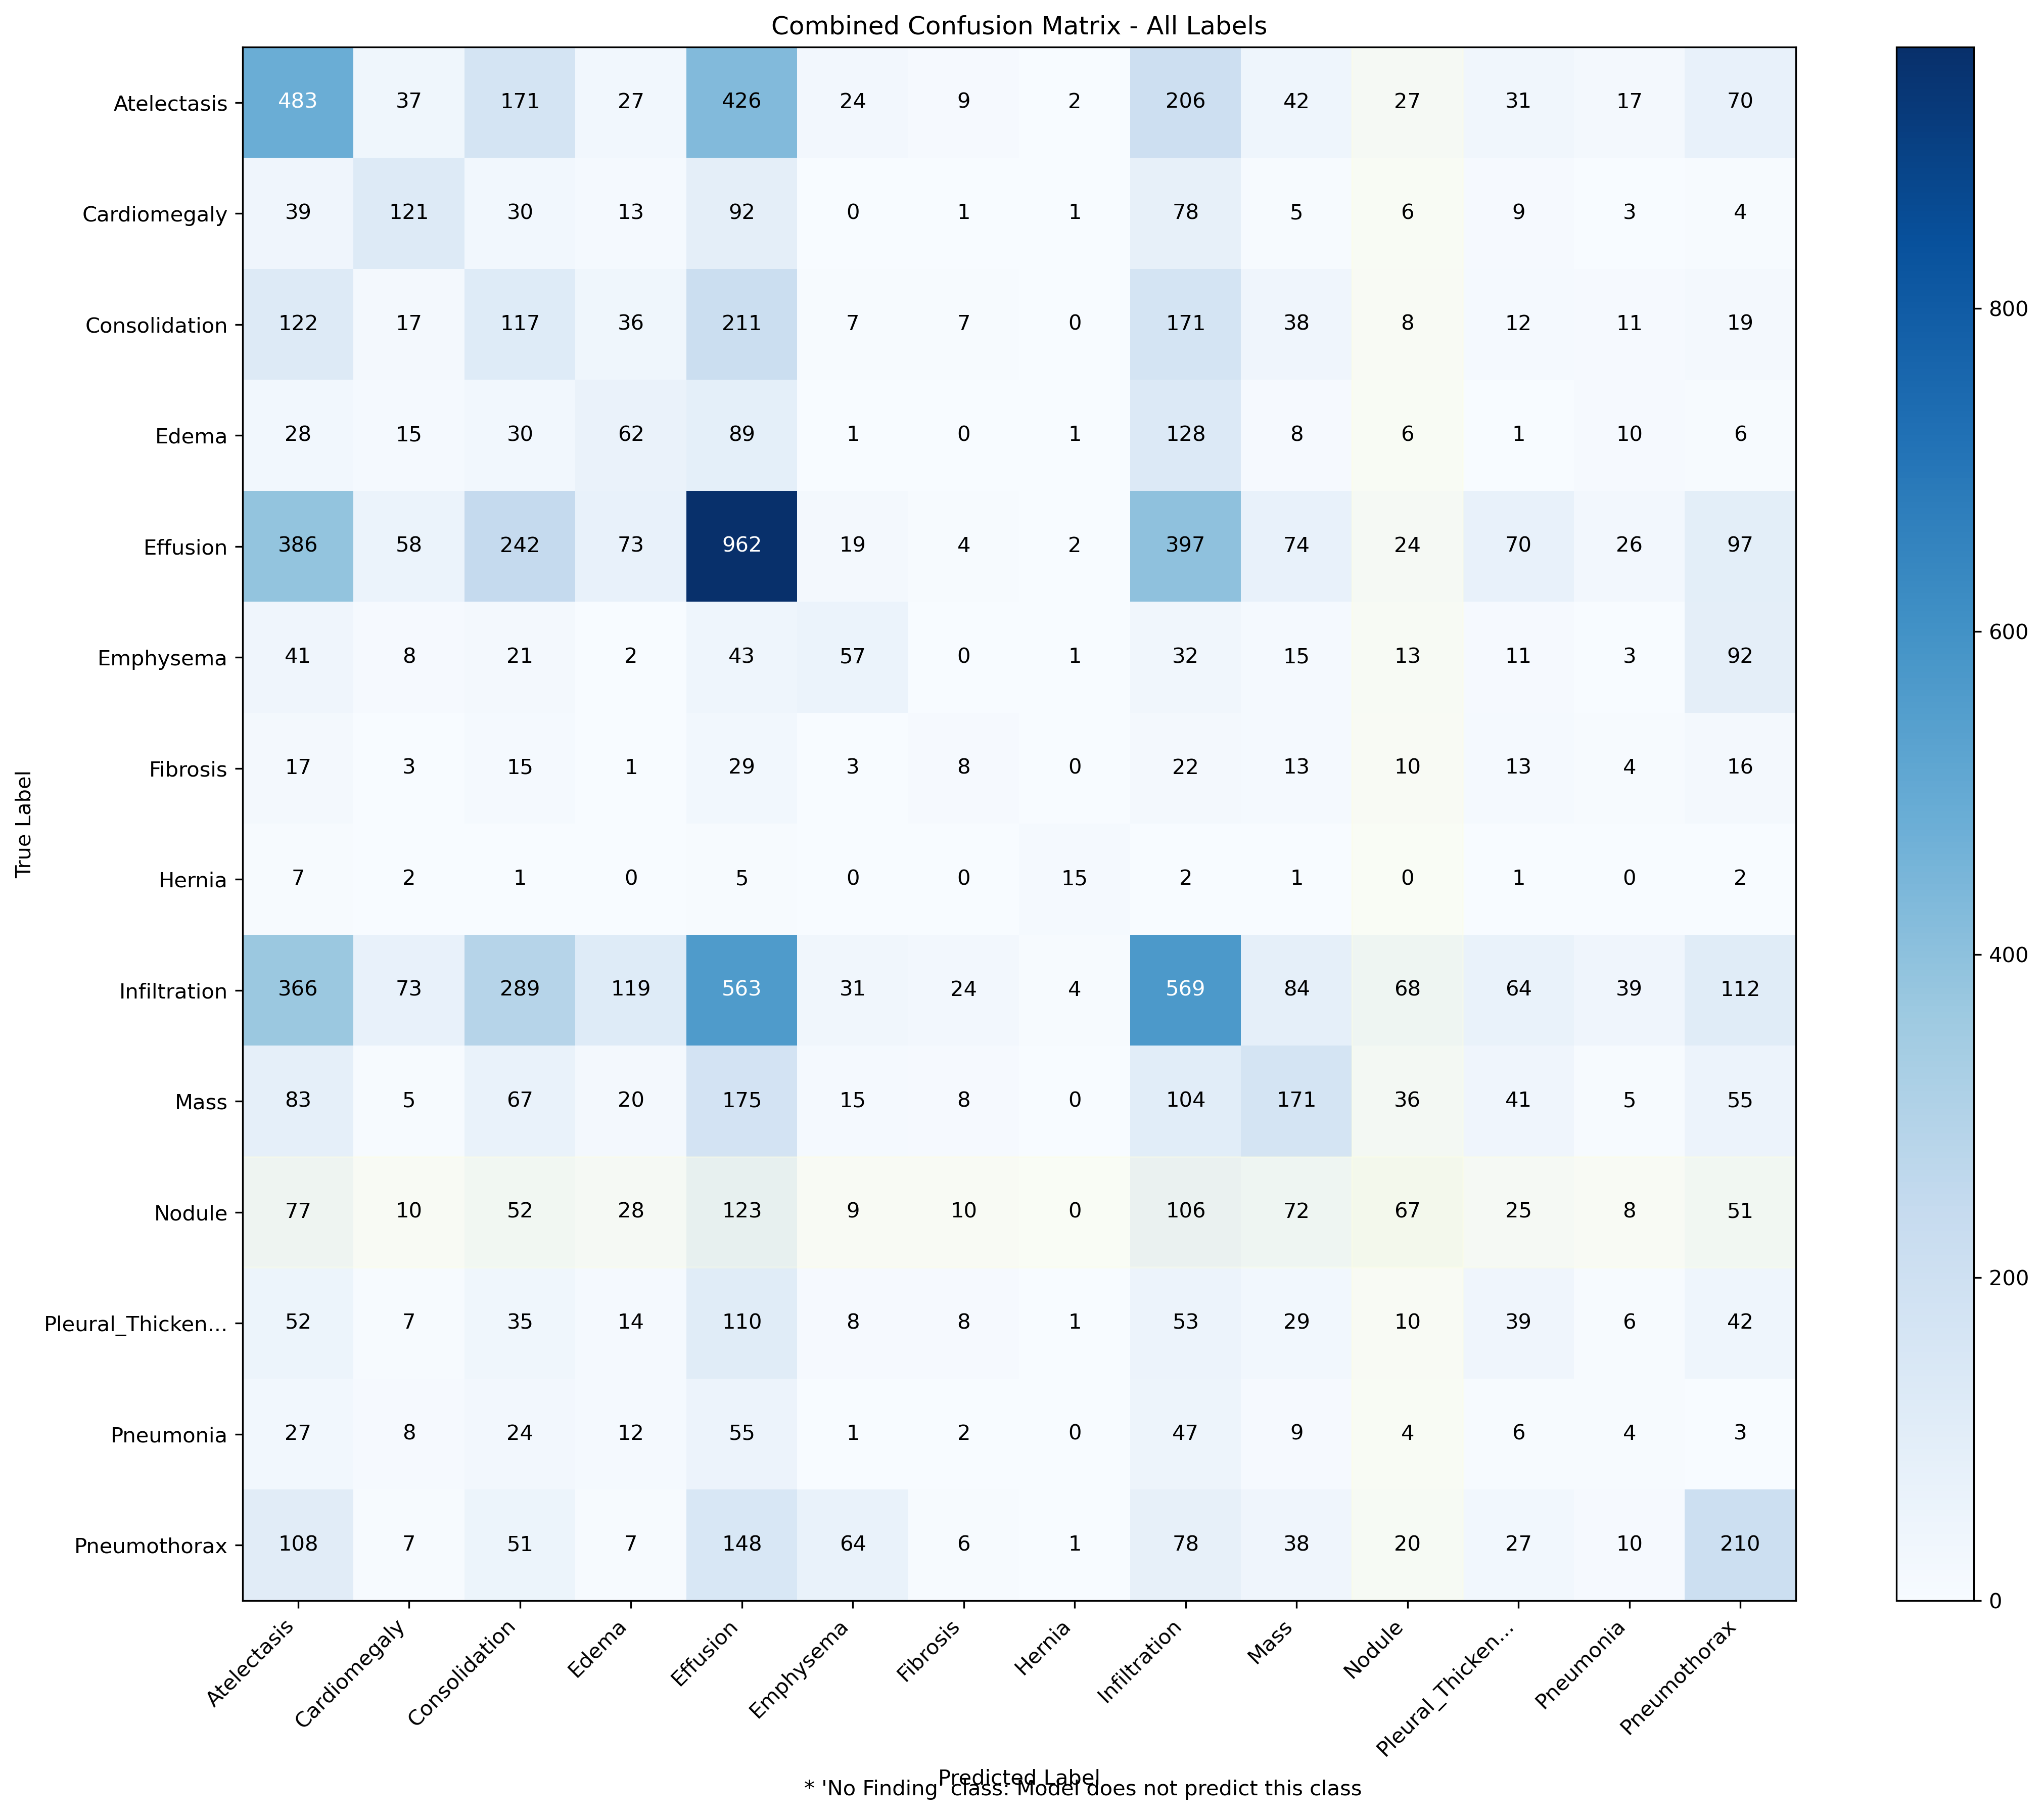 Combined Confusion Matrix - All Labels
Atelectasis 483 37 171 27 426 24 9 2 206 42 27 31 17 70
Cardiomegaly 39 121 30 13 92 0 1 1 78 5 6 9 3 4
Consolidation 122 17 117 36 211 7 7 0 171 38 8 12 11 19
800
Edema 28 15 30 62 89 1 0 1 128 8 6 1 10 6
Effusion 386 58 242 73 962 19 4 2 397 74 24 70 26 97
600
Emphysema 41 8 21 2 43 57 0 1 32 15 13 11 3 92
Fibrosis 17 3 15 1 29 3 8 0 22 13 10 13 4 16
True Label
Hernia 7 2 1 0 5 0 0 15 2 1 0 1 0 2
400
Infiltration 366 73 289 119 563 31 24 4 569 84 68 64 39 112
Mass 83 5 67 20 175 15 8 0 104 171 36 41 5 55
Nodule 77 10 52 28 123 9 10 0 106 72 67 25 8 51
200
Pleural_Thicken... 52 7 35 14 110 8 8 1 53 29 10 39 6 42
Pneumonia 27 8 24 12 55 1 2 0 47 9 4 6 4 3
Pneumothorax 108 7 51 7 148 64 6 1 78 38 20 27 10 210
0
Atelectasis Cardiomegaly Consolidation Edema Effusion Emphysema Fibrosis Hernia Infiltration Mass Nodule Pleural_Thicken... Pneumonia Pneumothorax
Predicted Label
* 'No Finding' class: Model does not predict this class